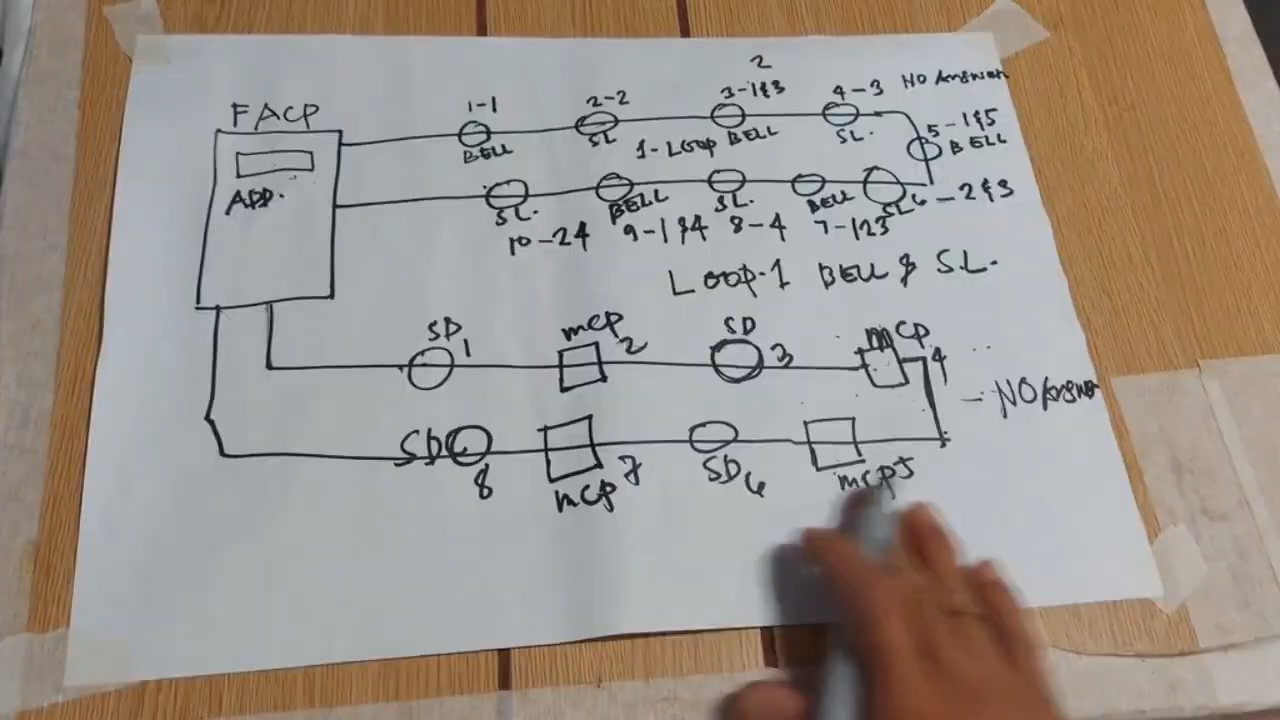 2
FACP
1-1
2-2
3-1&3
4-3
NO Answer
BELL
SL
1-LOOP
BELL
SL.
5-1&5
BELL
ADD.
SL.
BELL
SL.
BELL
SL 6-2&3
10-24
9-1&4
8-4
7-123
LOOP-1 BELL & S.L.
SD 1
mcp 2
SD 3
mcp 4
- NO Answer
SD 8
mcp 7
SD 6
mcp 5